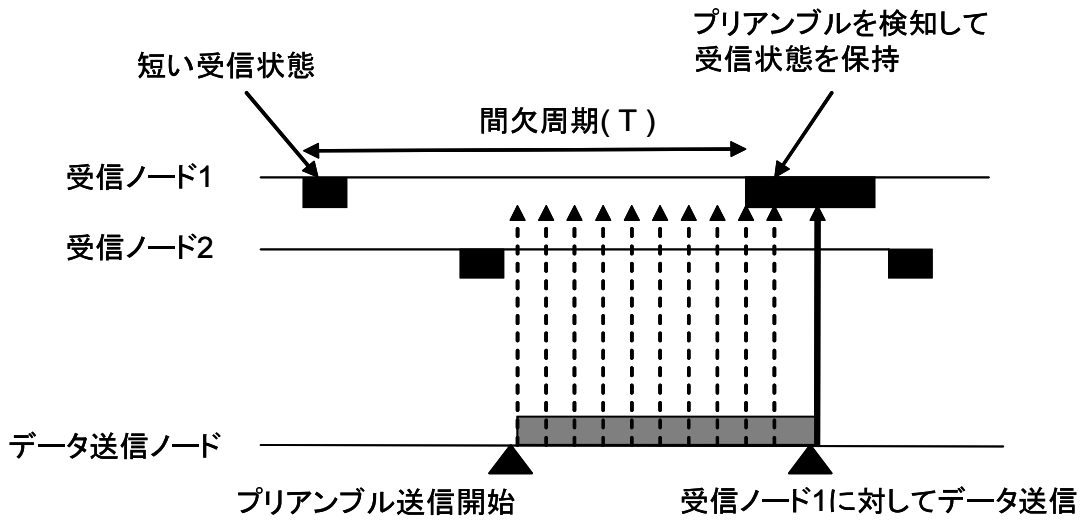 プリアンブルを検知して
受信状態を保持
短い受信状態
間欠周期( T )
受信ノード1
受信ノード2
データ送信ノード
プリアンブル送信開始
受信ノード1に対してデータ送信